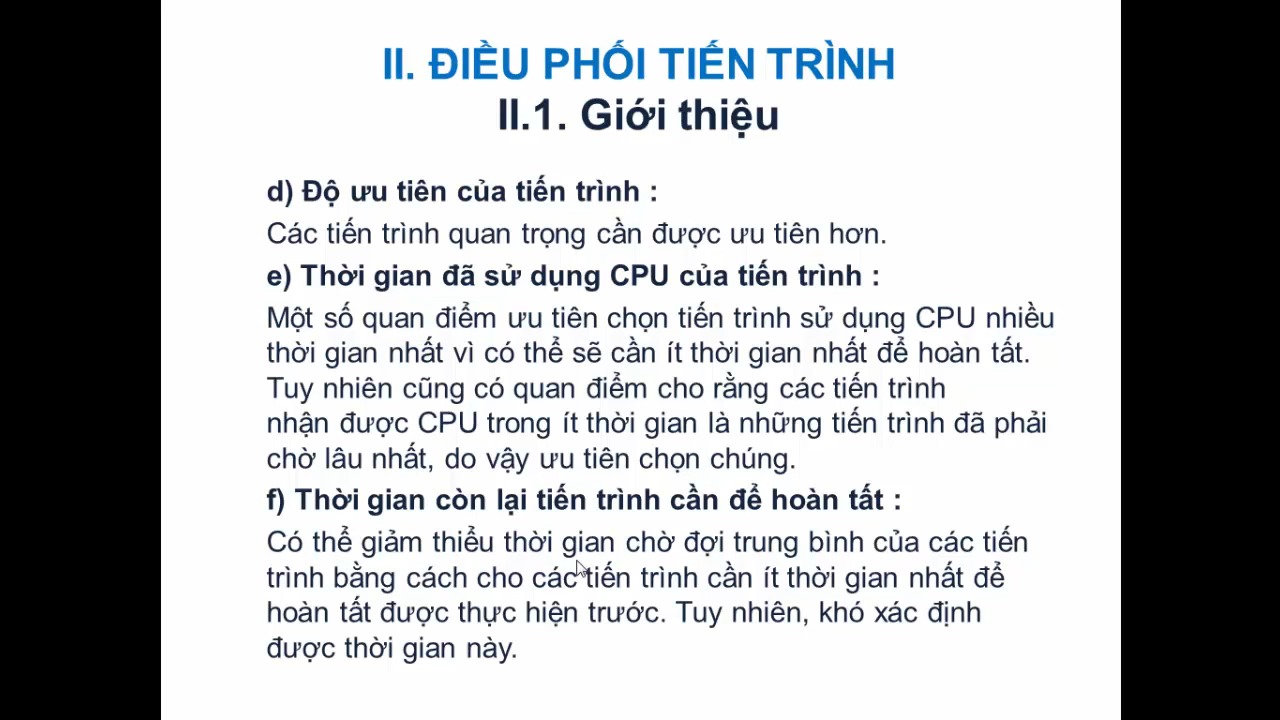 II. ĐIỀU PHỐI TIẾN TRÌNH
II.1. Giới thiệu
d) Độ ưu tiên của tiến trình :
Các tiến trình quan trọng cần được ưu tiên hơn.
e) Thời gian đã sử dụng CPU của tiến trình :
Một số quan điểm ưu tiên chọn tiến trình sử dụng CPU nhiều
thời gian nhất vì có thể sẽ cần ít thời gian nhất để hoàn tất.
Tuy nhiên cũng có quan điểm cho rằng các tiến trình
nhận được CPU trong ít thời gian là những tiến trình đã phải
chờ lâu nhất, do vậy ưu tiên chọn chúng.
f) Thời gian còn lại tiến trình cần để hoàn tất :
Có thể giảm thiểu thời gian chờ đợi trung bình của các tiến
trình bằng cách cho các tiến trình cần ít thời gian nhất để
hoàn tất được thực hiện trước. Tuy nhiên, khó xác định
được thời gian này.